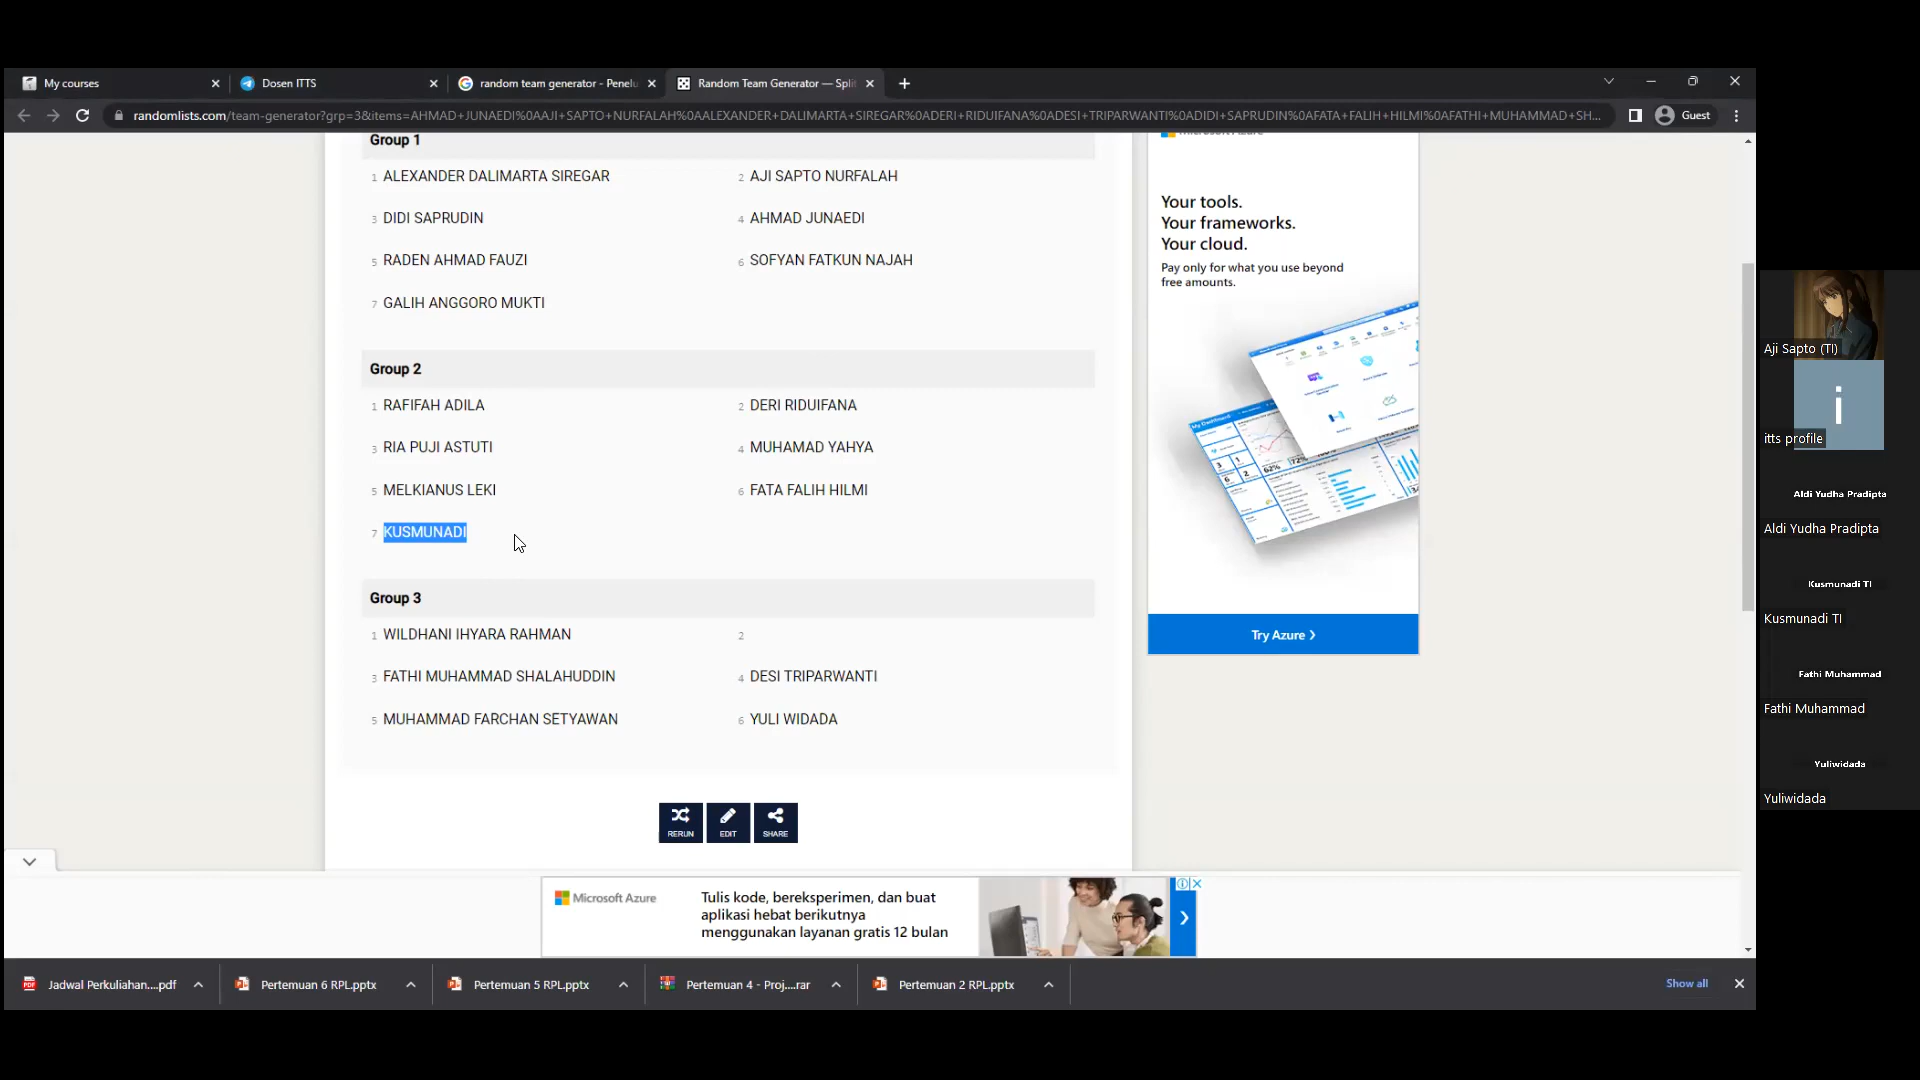 My courses
Dosen ITTS
random team generator - Penelu
Random Team Generator — Split
randomlists.com/team-generator?grp=3&items=AHMAD+JUNAEDI%0AAJI+SAPTO+NURFALAH%0AALEXANDER+DALIMARTA+SIREGAR%0ADERI+RIDUIFANA%0ADESI+TRIPARWANTI%0ADIDI+SAPRUDIN%0AFATA+FALIH+HILMI%0AFATHI+MUHAMMAD+SH...
Guest
Group 1
1 ALEXANDER DALIMARTA SIREGAR
2 AJI SAPTO NURFALAH
3 DIDI SAPRUDIN
4 AHMAD JUNAEDI
5 RADEN AHMAD FAUZI
6 SOFYAN FATKUN NAJAH
7 GALIH ANGGORO MUKTI
Group 2
1 RAFIFAH ADILA
2 DERI RIDUIFANA
3 RIA PUJI ASTUTI
4 MUHAMAD YAHYA
5 MELKIANUS LEKI
6 FATA FALIH HILMI
7 KUSMUNADI
Group 3
1 WILDHANI IHYARA RAHMAN
2
3 FATHI MUHAMMAD SHALAHUDDIN
4 DESI TRIPARWANTI
5 MUHAMMAD FARCHAN SETYAWAN
6 YULI WIDADA
RERUN
EDIT
SHARE
Your tools.
Your frameworks.
Your cloud.
Pay only for what you use beyond
free amounts.
Try Azure
Microsoft Azure
Tulis kode, bereksperimen, dan buat
aplikasi hebat berikutnya
menggunakan layanan gratis 12 bulan
Jadwal Perkuliahan....pdf
Pertemuan 6 RPL.pptx
Pertemuan 5 RPL.pptx
Pertemuan 4 - Proj....rar
Pertemuan 2 RPL.pptx
Show all
Aji Sapto (TI)
i
itts profile
Aldi Yudha Pradipta
Aldi Yudha Pradipta
Kusmunadi TI
Kusmunadi TI
Fathi Muhammad
Fathi Muhammad
Yuliwidada
Yuliwidada